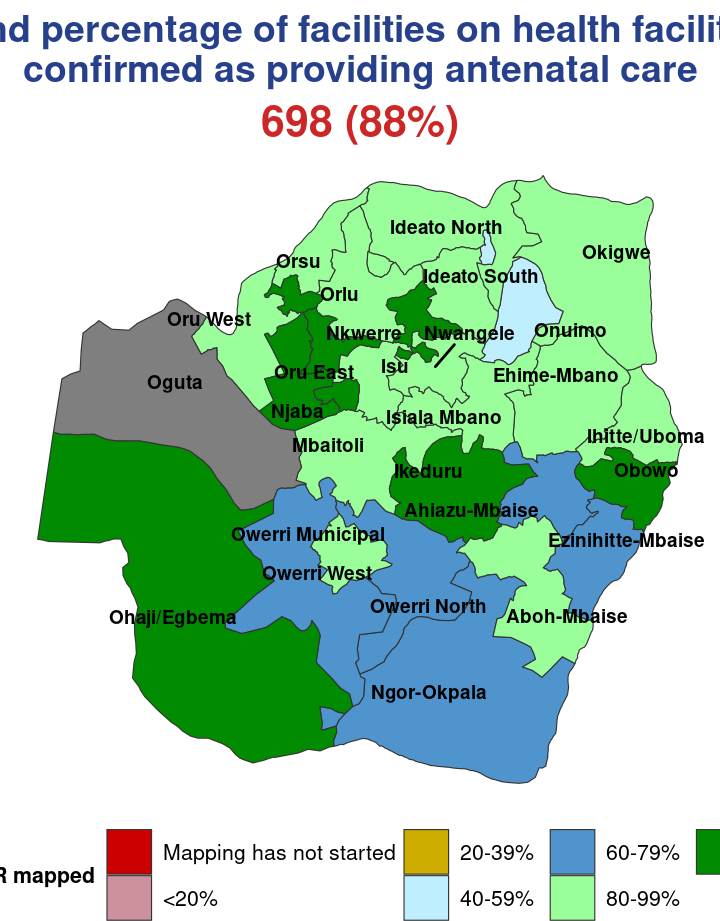 percentage of facilities on health
confirmed as providing antenatal care
698 (88%)
Ideato North
Okigwe
Orsu
Ideato South
Orlu
Oru West
Nkwerre
Nwangele
Onuimo
Isu
Oru East
Ehime-Mbano
Oguta
Njaba
Isiala Mbano
Ihitte/Uboma
Mbaitoli
Ikeduru
Obowo
Ahiazu-Mbaise
Owerri Municipal
Ezinihitte-Mbaise
Owerri West
Owerri North
Ohaji/Egbema
Aboh-Mbaise
Ngor-Okpala
mapped
Mapping has not started
20-39%
60-79%
<20%
40-59%
80-99%